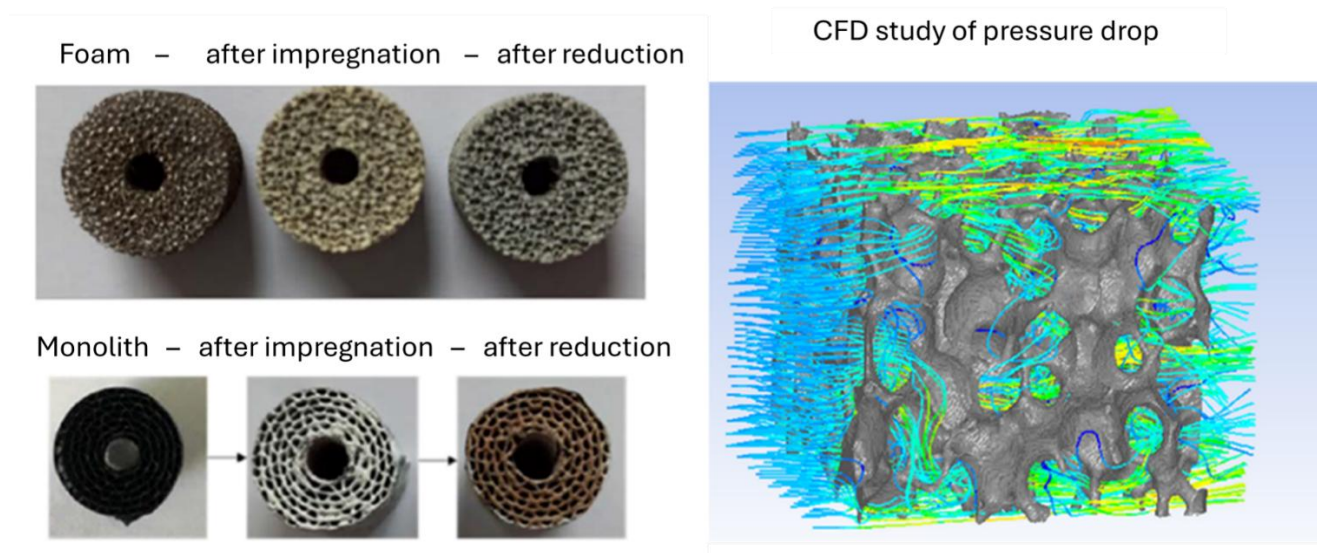 Foam – after impregnation – after reduction
CFD study of pressure drop
Monolith – after impregnation – after reduction